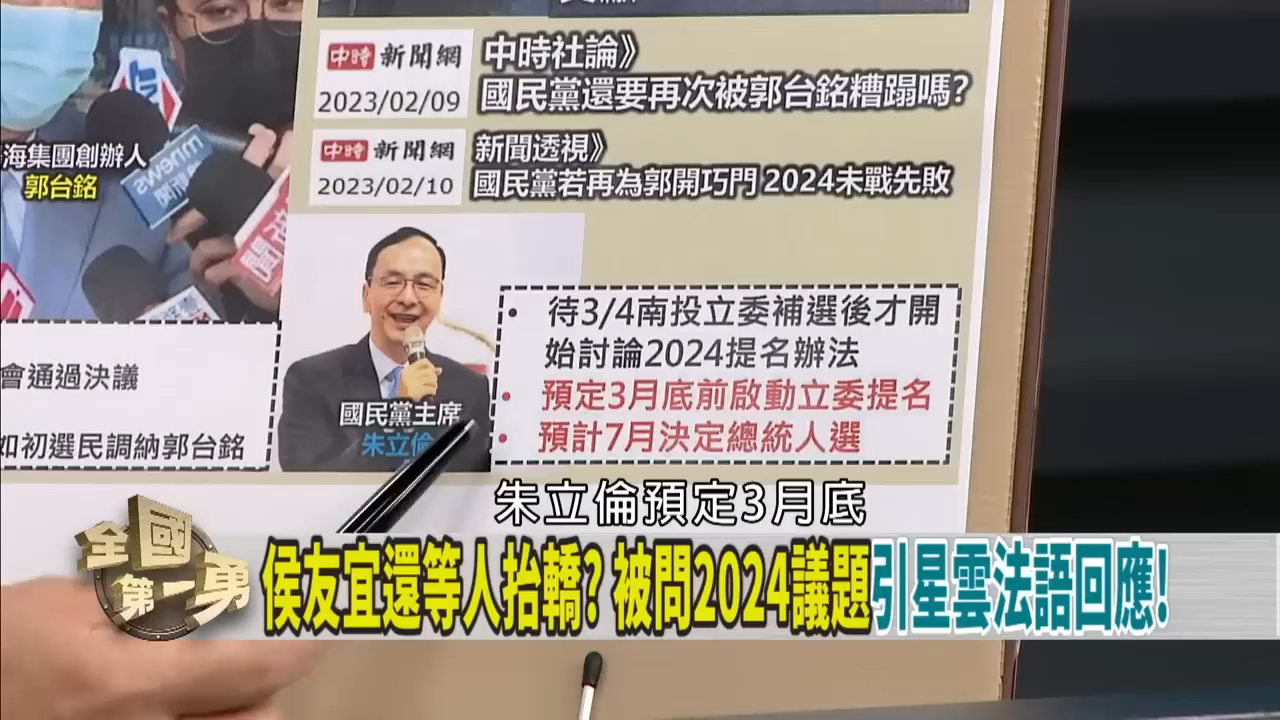 中時 新聞網
2023/02/09
中時社論》
國民黨還要再次被郭台銘糟蹋嗎?
中時 新聞網
2023/02/10
新聞透視》
國民黨若再為郭開巧門 2024未戰先敗
mnews
海集團創辦人
郭台銘
會通過決議
如初選民調納郭台銘
國民黨主席
朱立倫
• 待3/4南投立委補選後才開
始討論2024提名辦法
• 預定3月底前啟動立委提名
• 預計7月決定總統人選
朱立倫預定3月底
全國第一勇
侯友宜還等人抬轎? 被問2024議題引星雲法語回應!